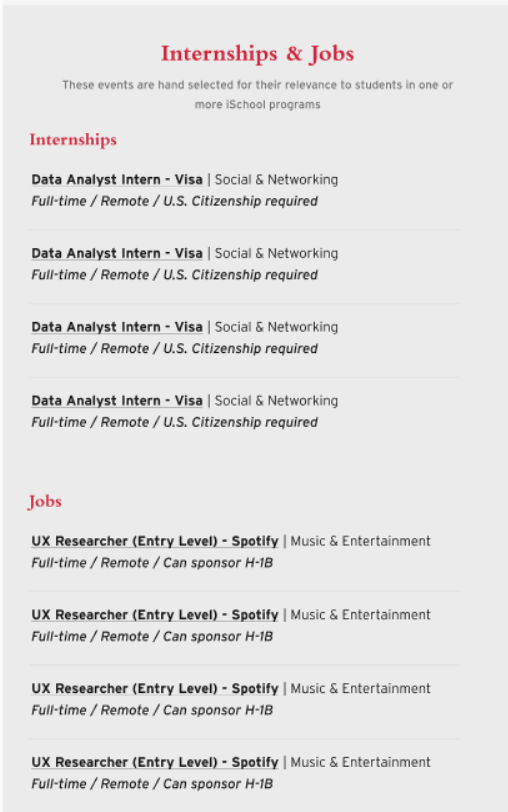 Internships & Jobs
These events are hand selected for their relevance to students in one or
more iSchool programs
Internships
Data Analyst Intern - Visa | Social & Networking
Full-time / Remote / U.S. Citizenship required
Data Analyst Intern - Visa | Social & Networking
Full-time / Remote / U.S. Citizenship required
Data Analyst Intern - Visa | Social & Networking
Full-time / Remote / U.S. Citizenship required
Data Analyst Intern - Visa | Social & Networking
Full-time / Remote / U.S. Citizenship required
Jobs
UX Researcher (Entry Level) - Spotify | Music & Entertainment
Full-time / Remote / Can sponsor H-1B
UX Researcher (Entry Level) - Spotify | Music & Entertainment
Full-time / Remote / Can sponsor H-1B
UX Researcher (Entry Level) - Spotify | Music & Entertainment
Full-time / Remote / Can sponsor H-1B
UX Researcher (Entry Level) - Spotify | Music & Entertainment
Full-time / Remote / Can sponsor H-1B